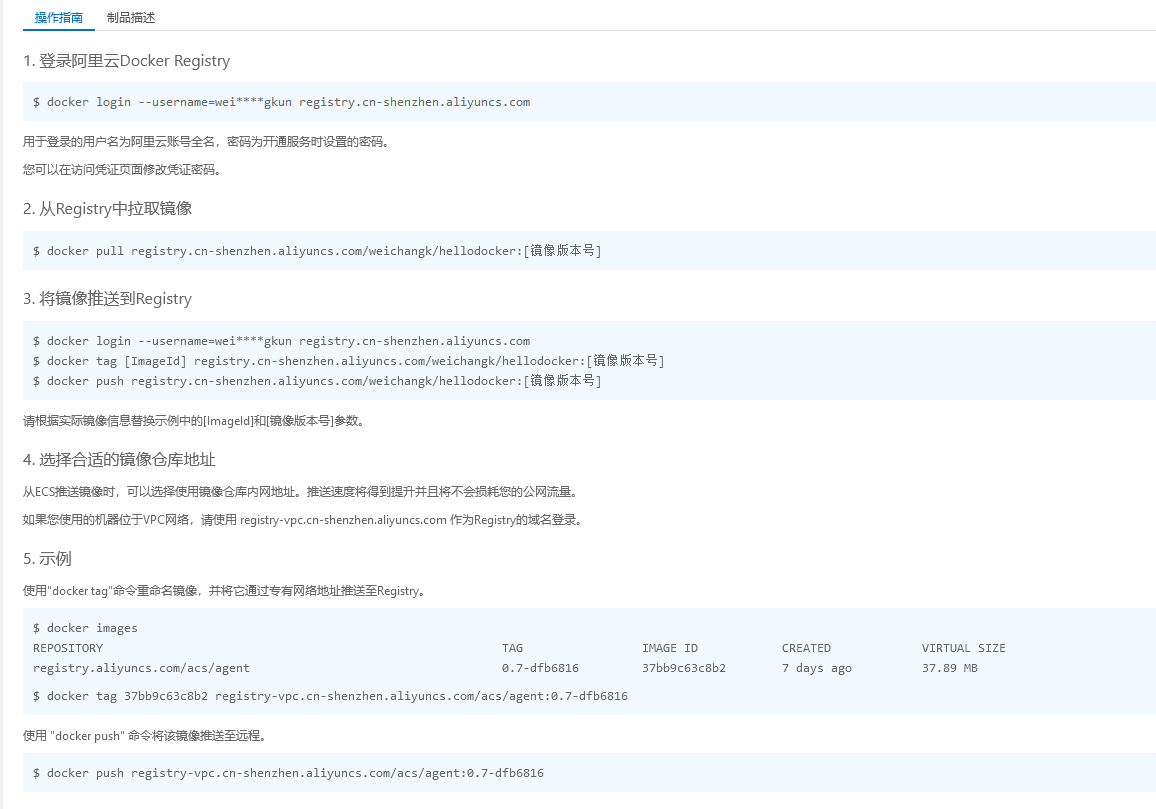 操作指南 制品描述
1. 登录阿里云Docker Registry
$ docker login --username=wei****gkun registry.cn-shenzhen.aliyuncs.com
用于登录的用户名为阿里云账号全名，密码为开通服务时设置的密码。
您可以在访问凭证页面修改凭证密码。
2. 从Registry中拉取镜像
$ docker pull registry.cn-shenzhen.aliyuncs.com/weichangk/hellodocker:[镜像版本号]
3. 将镜像推送到Registry
$ docker login --username=wei****gkun registry.cn-shenzhen.aliyuncs.com
$ docker tag [ImageId] registry.cn-shenzhen.aliyuncs.com/weichangk/hellodocker:[镜像版本号]
$ docker push registry.cn-shenzhen.aliyuncs.com/weichangk/hellodocker:[镜像版本号]
请根据实际镜像信息替换示例中的[ImageId]和[镜像版本号]参数。
4. 选择合适的镜像仓库地址
从ECS推送镜像时，可以选择使用镜像仓库内网地址。推送速度将得到提升并且将不会损耗您的公网流量。
如果您使用的机器位于VPC网络，请使用 registry-vpc.cn-shenzhen.aliyuncs.com 作为Registry的域名登录。
5. 示例
使用"docker tag"命令重命名镜像，并将它通过专有网络地址推送至Registry。
$ docker images
REPOSITORY TAG IMAGE ID CREATED VIRTUAL SIZE
registry.aliyuncs.com/acs/agent 0.7-dfb6816 37bb9c63c8b2 7 days ago 37.89 MB
$ docker tag 37bb9c63c8b2 registry-vpc.cn-shenzhen.aliyuncs.com/acs/agent:0.7-dfb6816
使用 "docker push" 命令将该镜像推送至远程。
$ docker push registry-vpc.cn-shenzhen.aliyuncs.com/acs/agent:0.7-dfb6816